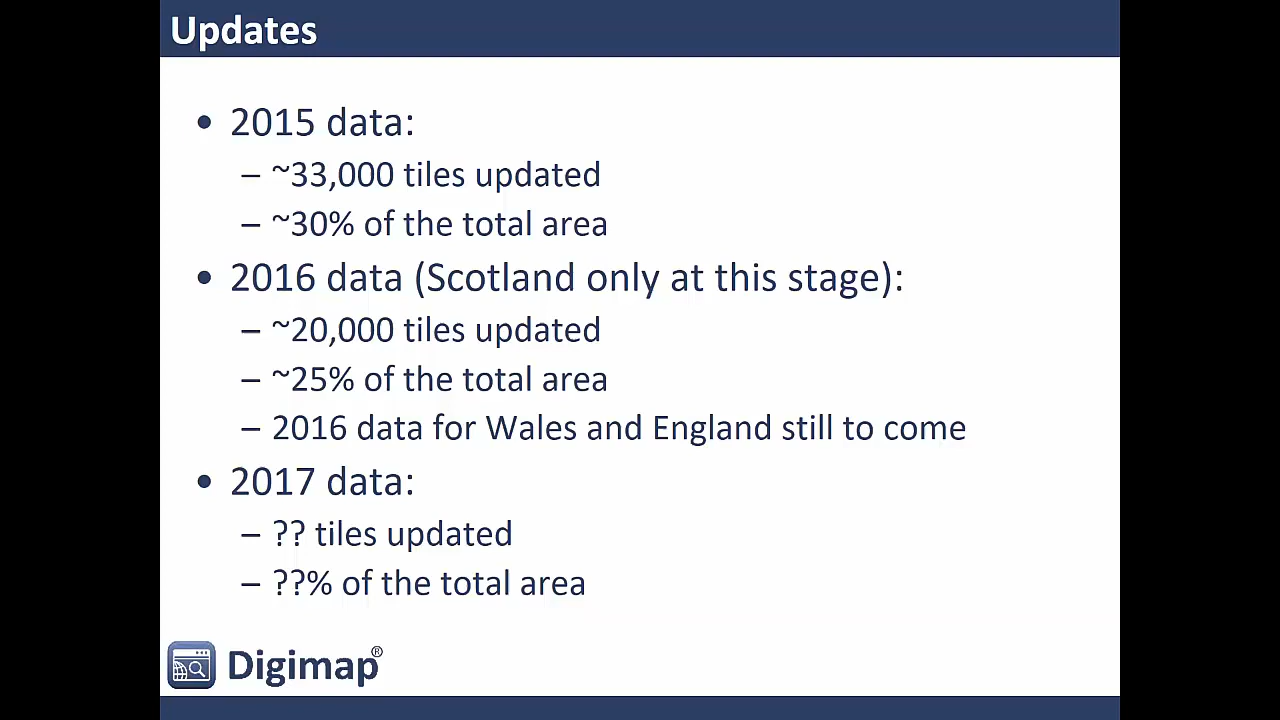 Updates
• 2015 data:
– ~33,000 tiles updated
– ~30% of the total area
• 2016 data (Scotland only at this stage):
– ~20,000 tiles updated
– ~25% of the total area
– 2016 data for Wales and England still to come
• 2017 data:
– ?? tiles updated
– ??% of the total area
Digimap®